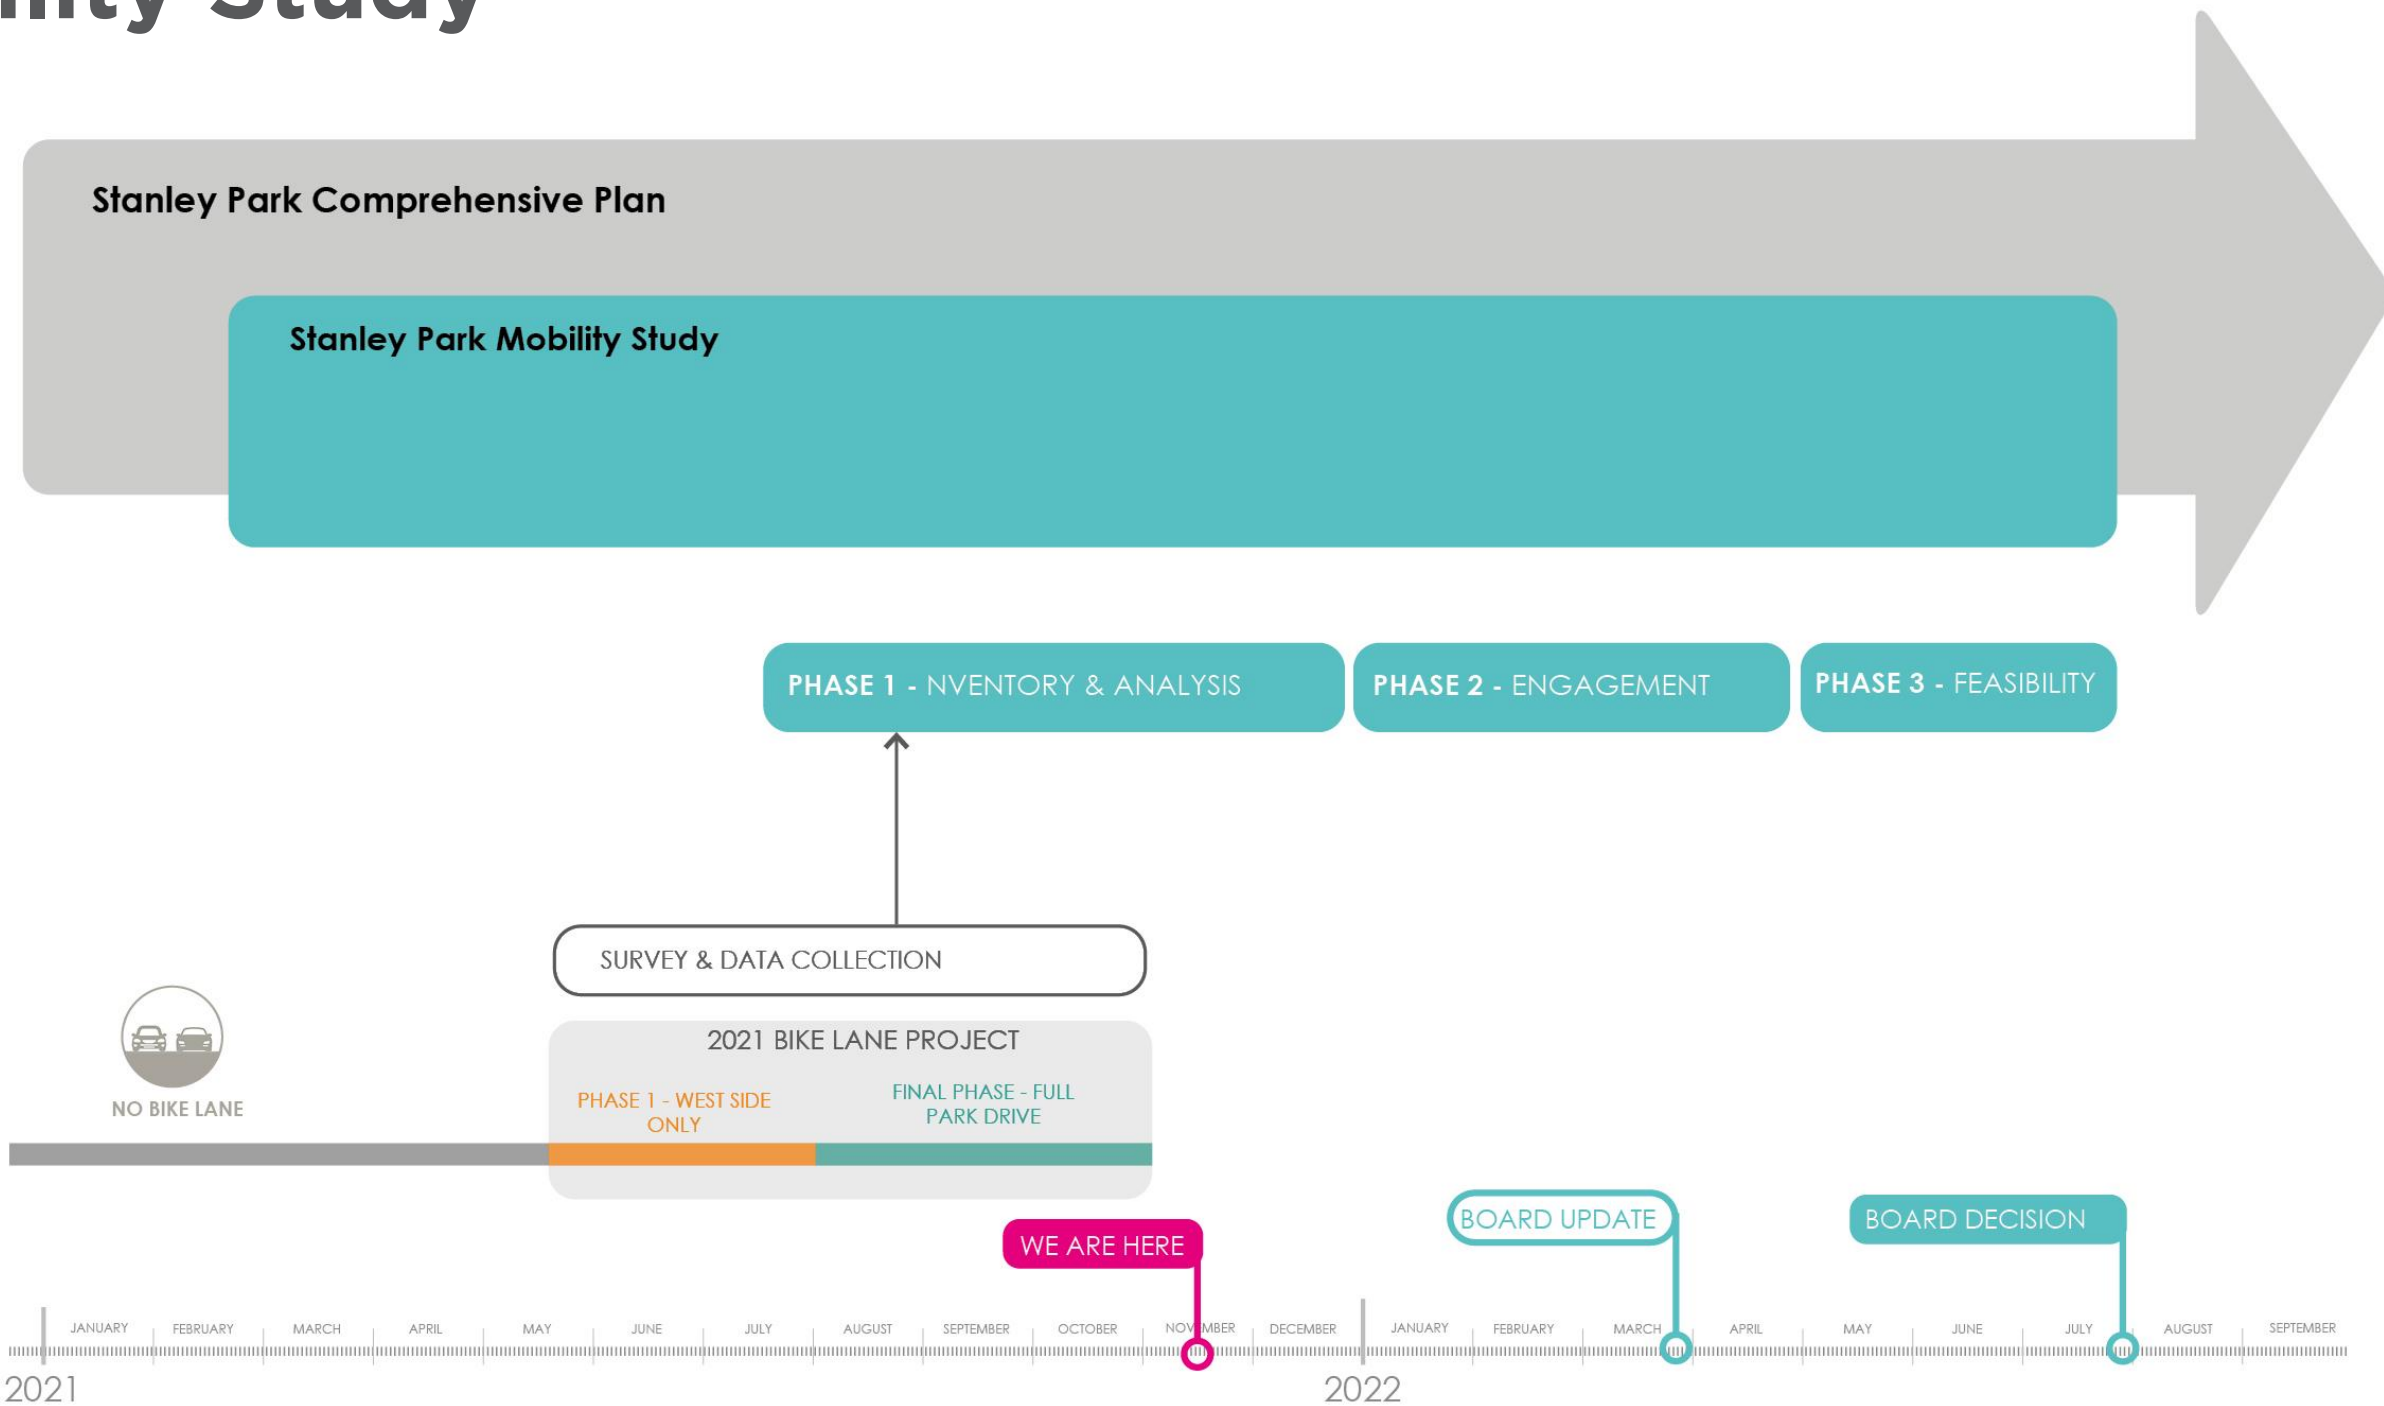 ility Study
Stanley Park Comprehensive Plan
Stanley Park Mobility Study
PHASE 1 - NVENTORY & ANALYSIS
PHASE 2 - ENGAGEMENT
PHASE 3 - FEASIBILITY
SURVEY & DATA COLLECTION
2021 BIKE LANE PROJECT
PHASE 1 - WEST SIDE
ONLY
FINAL PHASE - FULL
PARK DRIVE
NO BIKE LANE
WE ARE HERE
BOARD UPDATE
BOARD DECISION
JANUARY FEBRUARY MARCH APRIL MAY JUNE JULY AUGUST SEPTEMBER OCTOBER NOVEMBER DECEMBER JANUARY FEBRUARY MARCH APRIL MAY JUNE JULY AUGUST SEPTEMBER
2021 2022